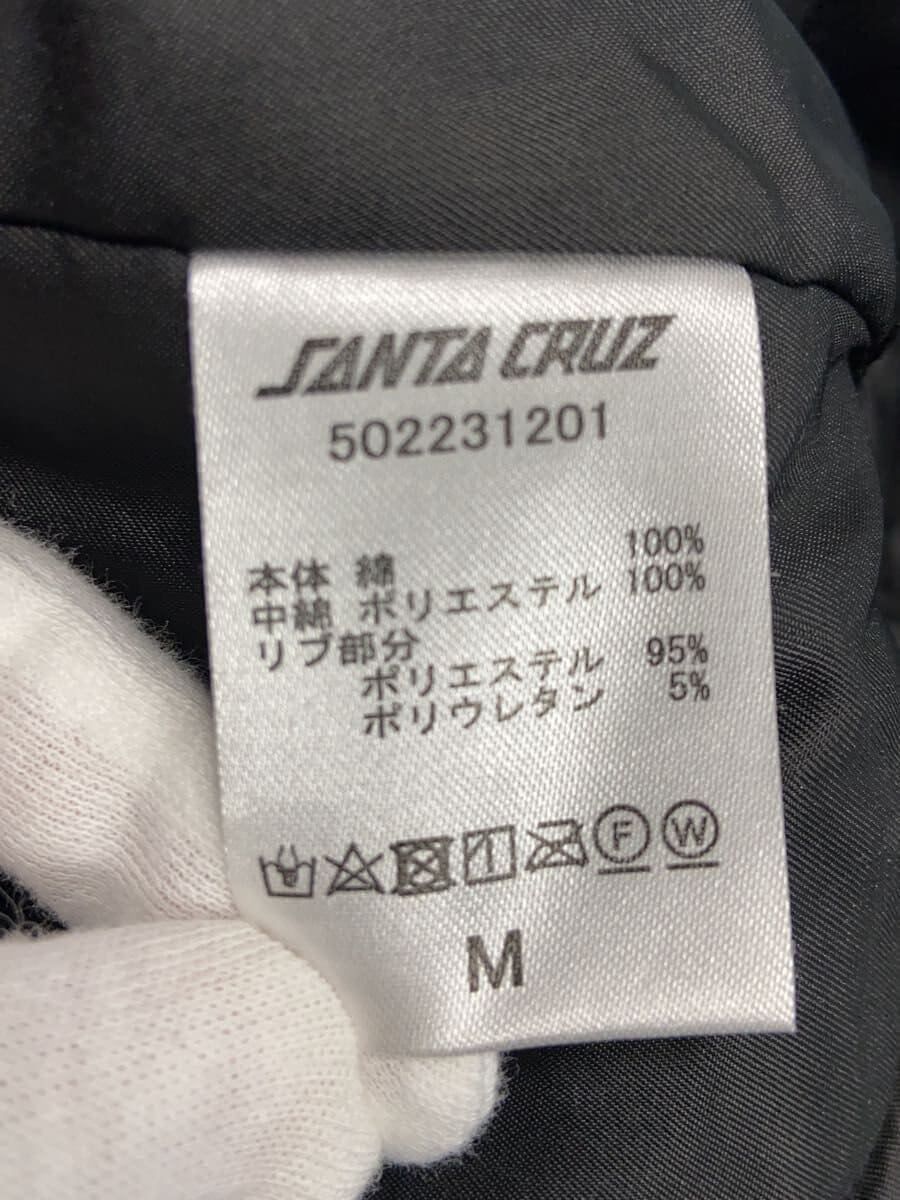 SANTA CRUZ
502231201
本体 綿 100%
中綿 ポリエステル 100%
リブ部分
ポリエステル 95%
ポリウレタン 5%
F W
M